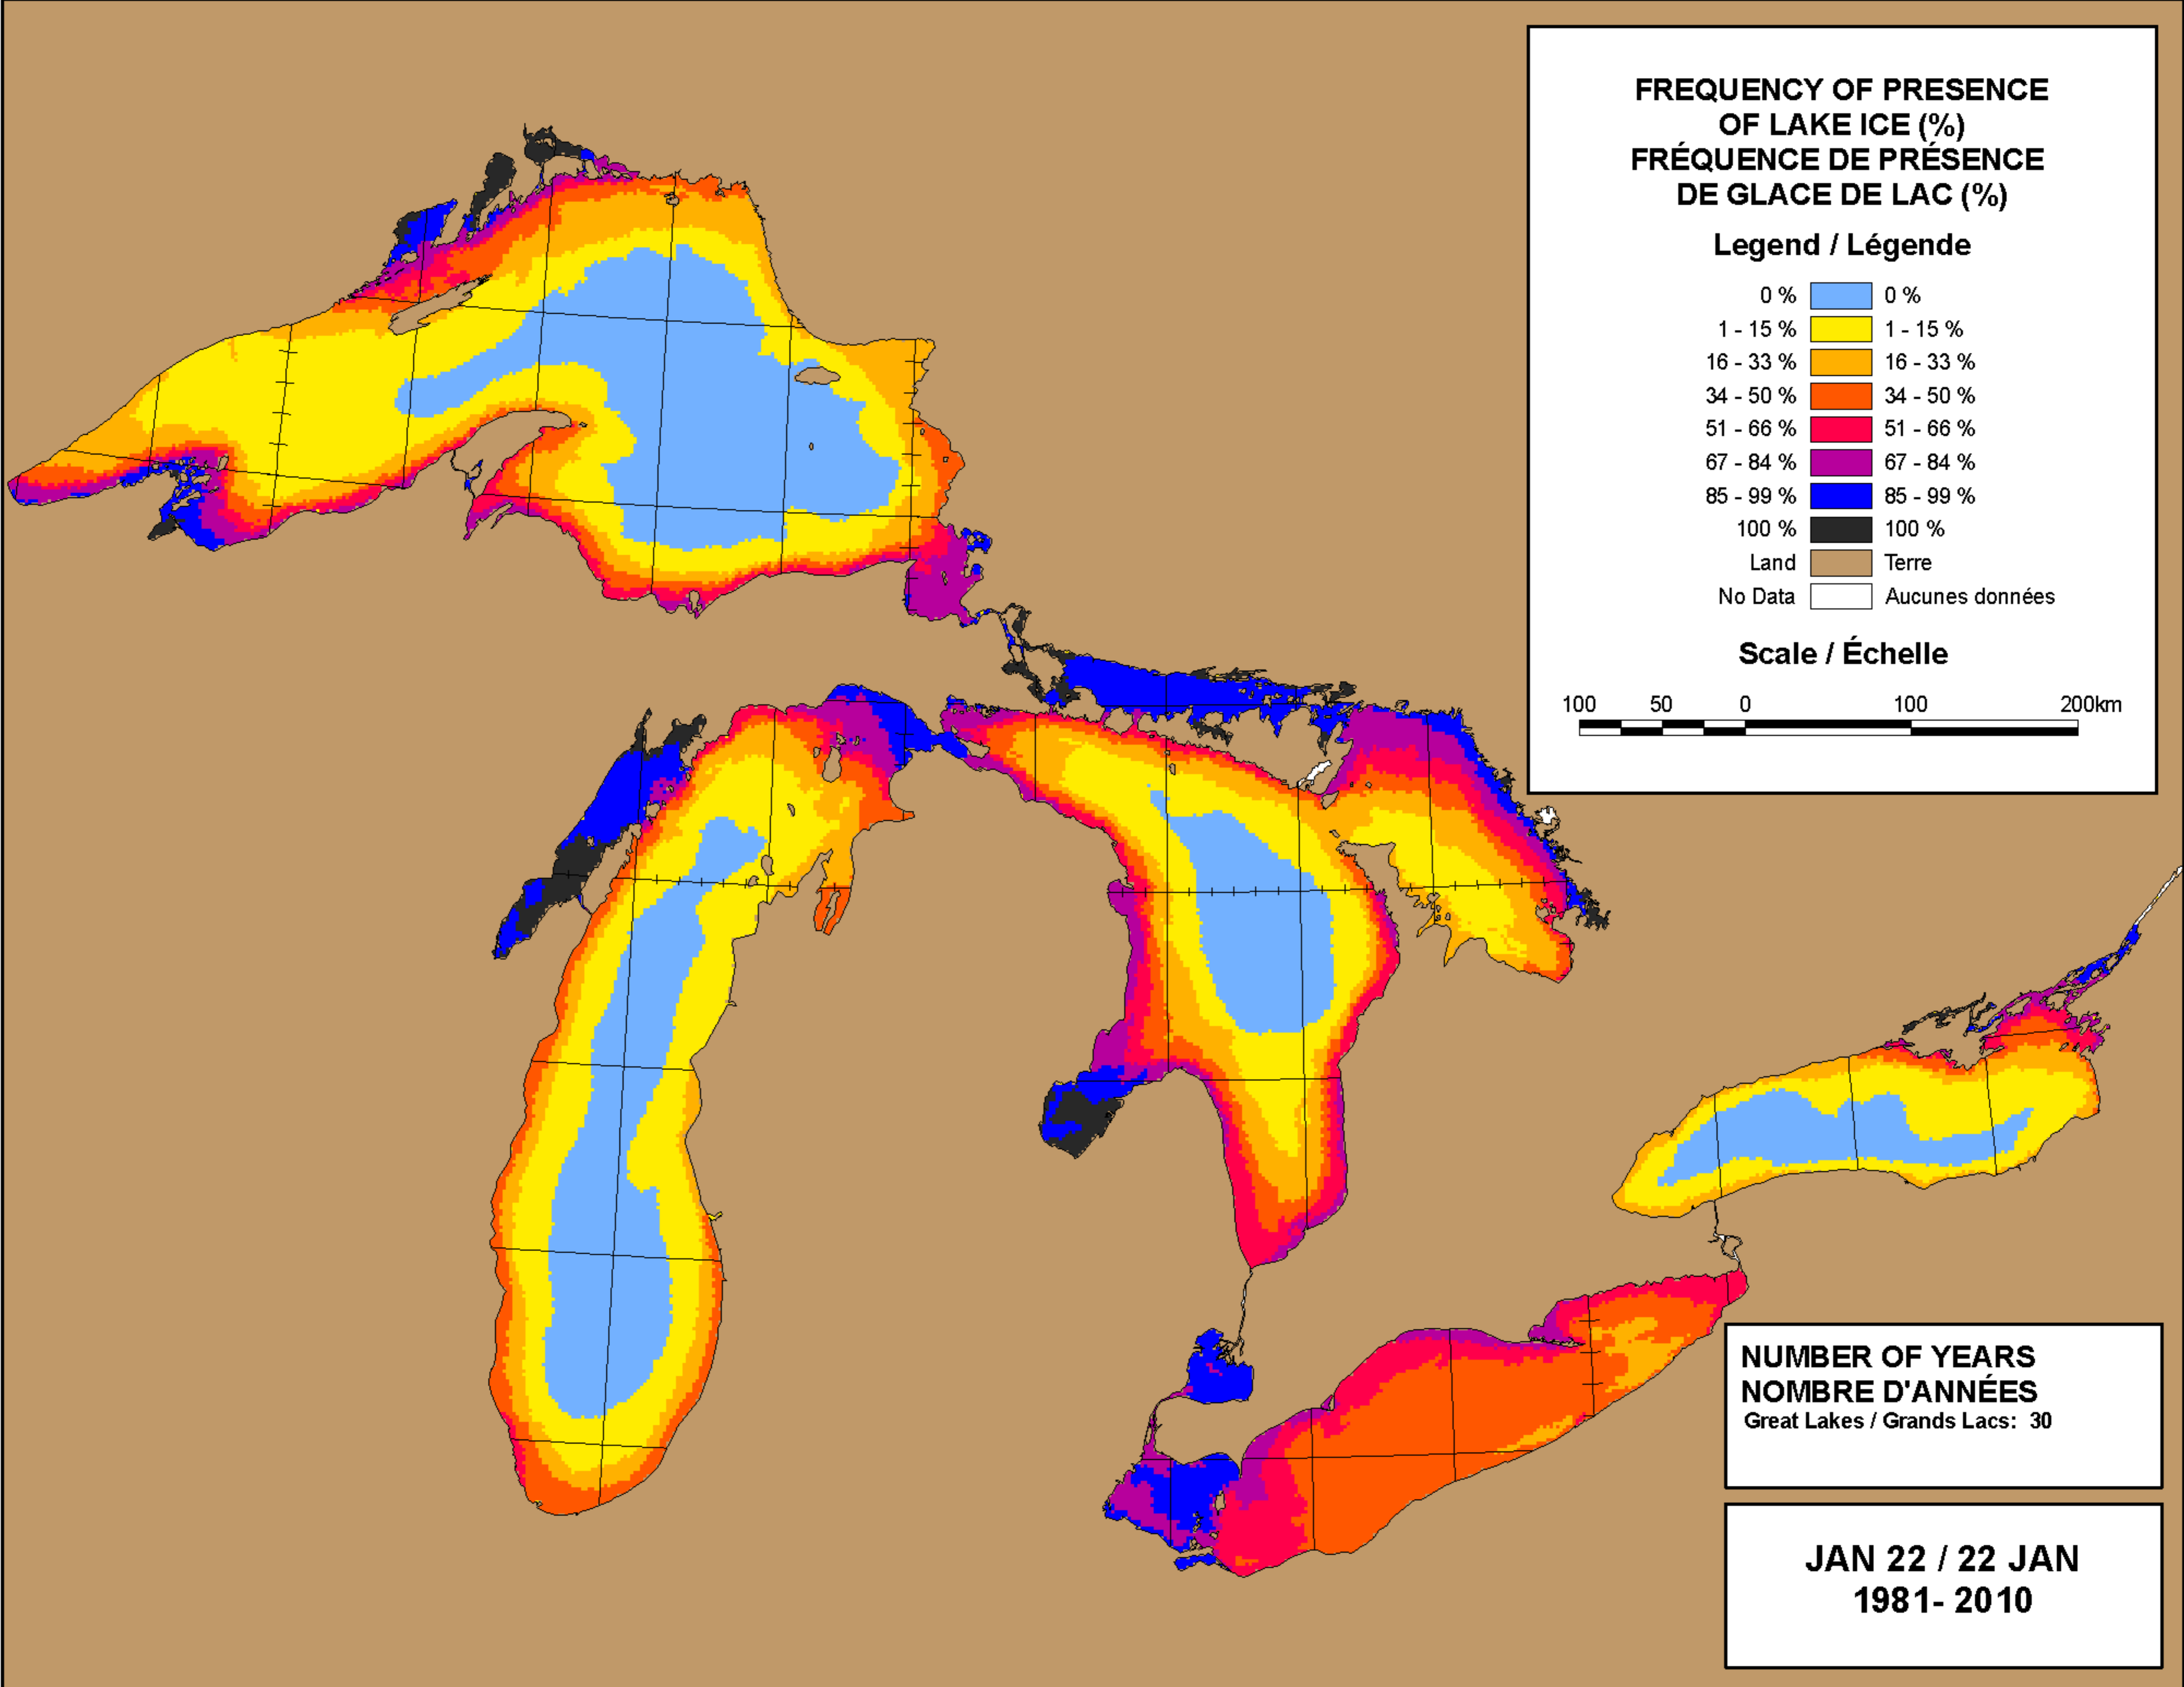 FREQUENCY OF PRESENCE
OF LAKE ICE (%)
FRÉQUENCE DE PRÉSENCE
DE GLACE DE LAC (%)
Legend / Légende
0 % 0 %
1 - 15 % 1 - 15 %
16 - 33 % 16 - 33 %
34 - 50 % 34 - 50 %
51 - 66 % 51 - 66 %
67 - 84 % 67 - 84 %
85 - 99 % 85 - 99 %
100 % 100 %
Land Terre
No Data Aucunes données
Scale / Échelle
100 50 0 100 200km
NUMBER OF YEARS
NOMBRE D'ANNÉES
Great Lakes / Grands Lacs: 30
JAN 22 / 22 JAN
1981- 2010